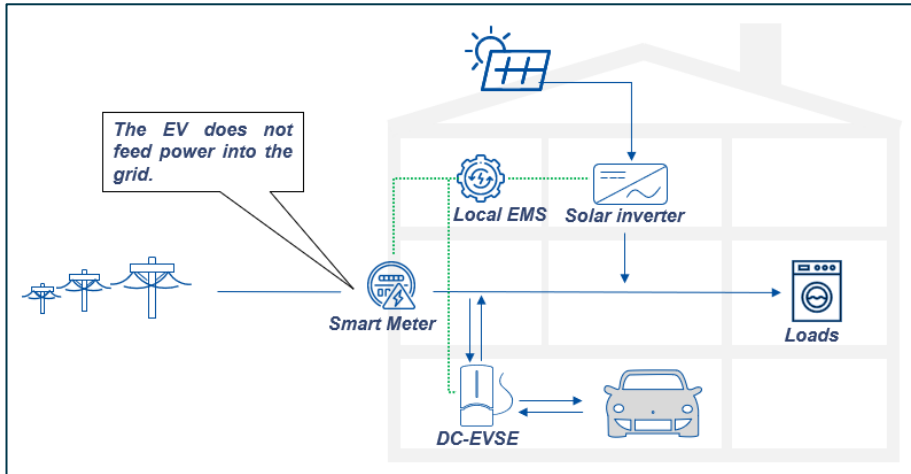 The EV does not
feed power into the
grid.
Local EMS
Solar inverter
Smart Meter
Loads
DC-EVSE